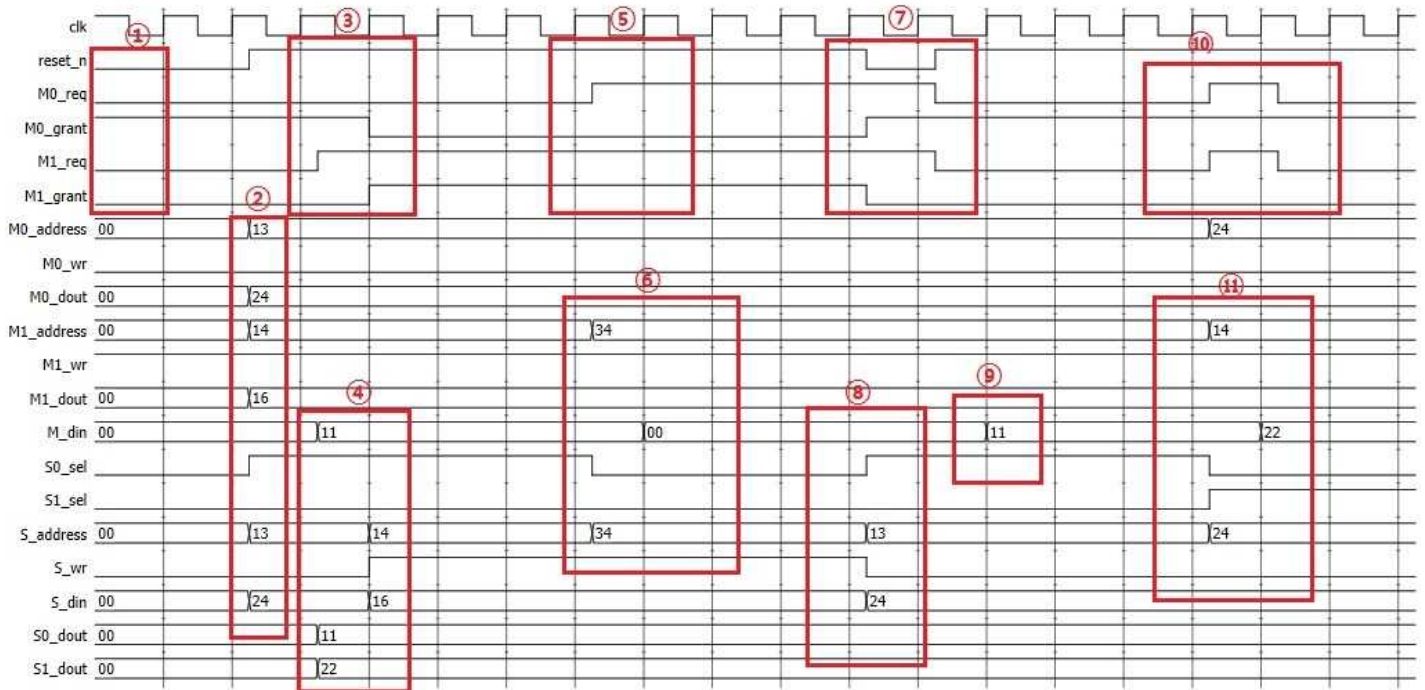 clk ③ ⑤ ⑦
① ⑩
reset_n
M0_req
M0_grant
M1_req
M1_grant ②
M0_address 00 13 24
M0_wr
M0_dout 00 24 ⑥ ⑪
M1_address 00 14 34 14
M1_wr
M1_dout 00 16 ④ ⑧ ⑨
M_din 00 11 00 11 22
S0_sel
S1_sel
S_address 00 13 14 34 13 24
S_wr
S_din 00 24 16 24
S0_dout 00 11
S1_dout 00 22